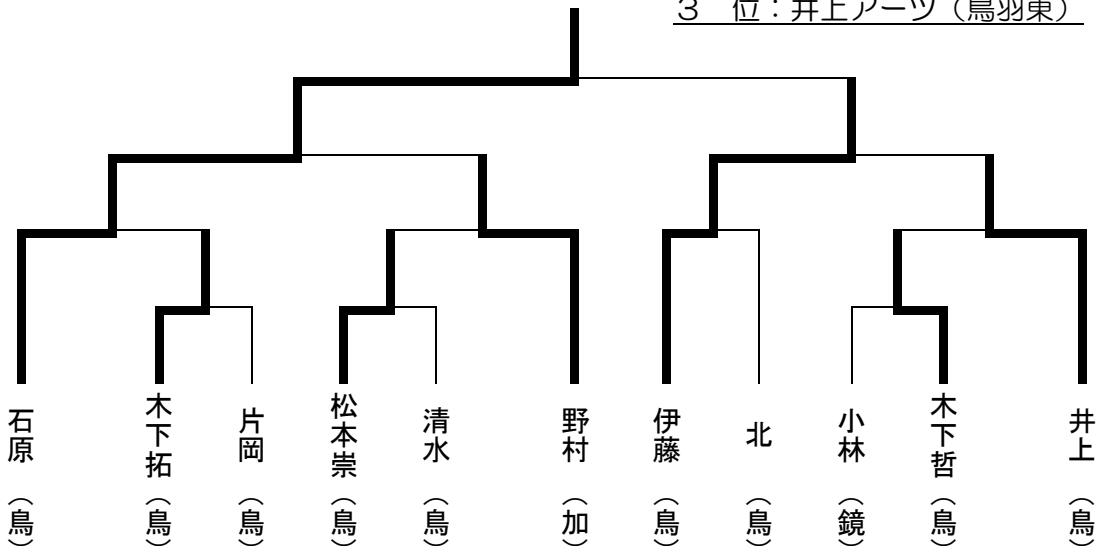 ３　位：井上アーツ（鳥羽東）
石原（鳥）
木下拓（鳥）
片岡（鳥）
松本崇（鳥）
清水（鳥）
野村（加）
伊藤（鳥）
北（鳥）
小林（鏡）
木下哲（鳥）
井上（鳥）